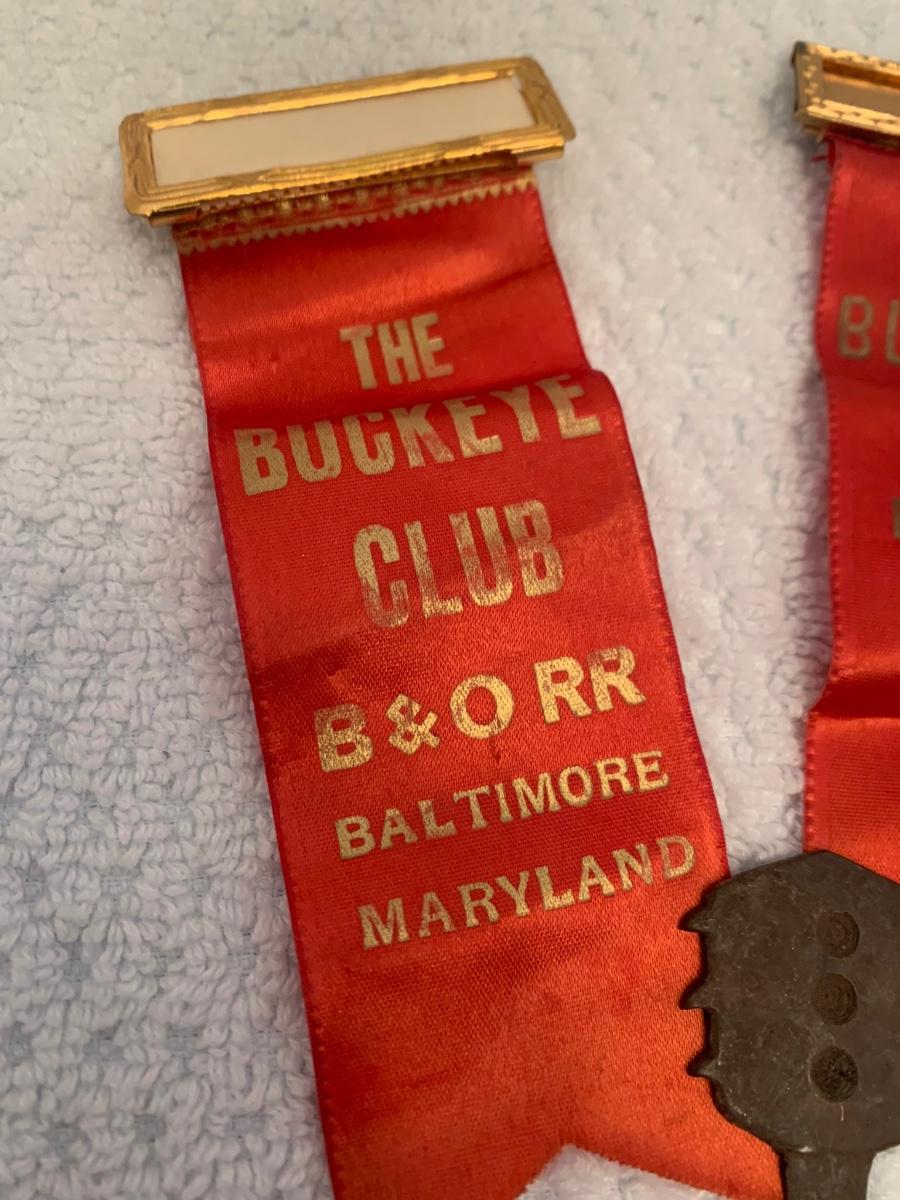 THE
BUCKEYE
CLUB
B&O RR
BALTIMORE
MARYLAND